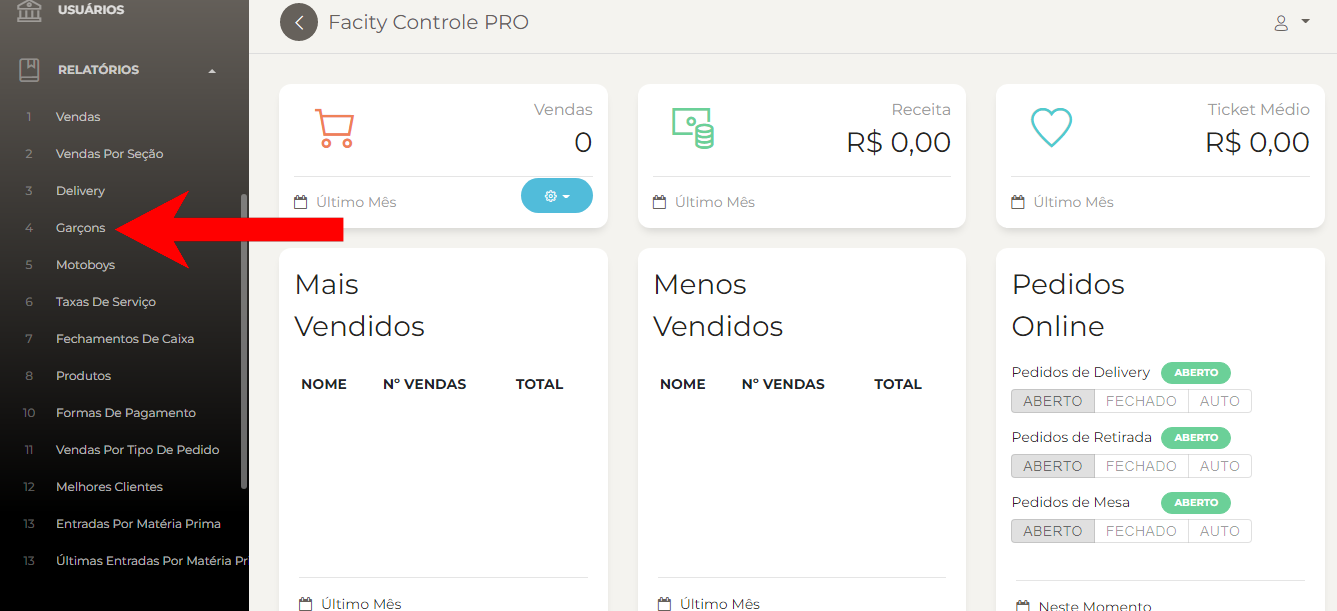 USUÁRIOS
RELATÓRIOS
1 Vendas
2 Vendas Por Seção
3 Delivery
4 Garçons
5 Motoboys
6 Taxas De Serviço
7 Fechamentos De Caixa
8 Produtos
10 Formas De Pagamento
11 Vendas Por Tipo De Pedido
12 Melhores Clientes
13 Entradas Por Matéria Prima
13 Últimas Entradas Por Matéria Pr
Facity Controle PRO
Vendas
0
Último Mês
Receita
R$ 0,00
Último Mês
Ticket Médio
R$ 0,00
Último Mês
Mais
Vendidos
NOME Nº VENDAS TOTAL
Último Mês
Menos
Vendidos
NOME Nº VENDAS TOTAL
Último Mês
Pedidos
Online
Pedidos de Delivery ABERTO
ABERTO FECHADO AUTO
Pedidos de Retirada ABERTO
ABERTO FECHADO AUTO
Pedidos de Mesa ABERTO
ABERTO FECHADO AUTO
Neste Momento